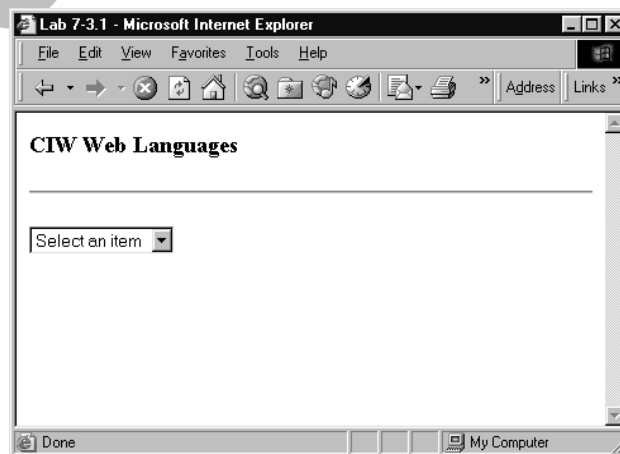 Lab 7-3.1 - Microsoft Internet Explorer
File Edit View Favorites Tools Help
» Address Links »
CIW Web Languages
Select an item
Done My Computer